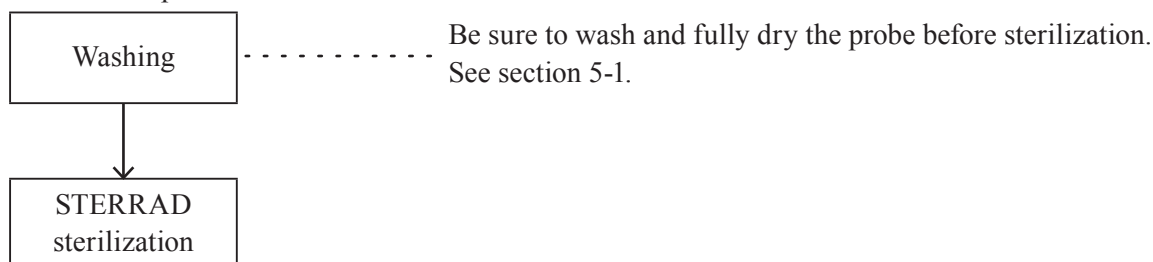 Washing
Be sure to wash and fully dry the probe before sterilization.
See section 5-1.
STERRAD
sterilization